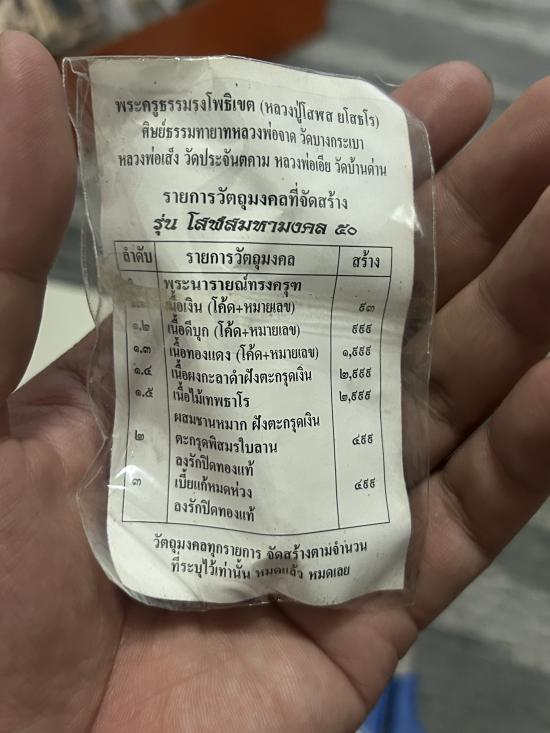 พระครูธรรมรงโพธิเขต (หลวงปู่โสฬส ยโสธโร)
ศิษย์ธรรมทายาทหลวงพ่อจาด วัดบางกระเบา
หลวงพ่อเส็ง วัดประจันตคาม หลวงพ่อเอีย วัดบ้านด่าน
รายการวัตถุมงคลที่จัดสร้าง
รุ่น โสฬสมหามงคล ๕๐
ลำดับ รายการวัตถุมงคล สร้าง
พระนารายณ์ทรงครุฑ
เนื้อเงิน (โค้ด+หมายเลข) ๙๓
๑.๒ เนื้อดีบุก (โค้ด+หมายเลข) ๙๙๙
๑.๓ เนื้อทองแดง (โค้ด+หมายเลข) ๑,๙๙๙
๑.๔ เนื้อผงกะลาดำฝังตะกรุดเงิน ๒,๙๙๙
๑.๕ เนื้อไม้เทพธาโร ๒,๙๙๙
ผสมชานหมาก ฝังตะกรุดเงิน
๒ ตะกรุดพิสมรใบลาน ๔๙๙
ลงรักปิดทองแท้
๓ เบี้ยแก้หมดห่วง ๔๙๙
ลงรักปิดทองแท้
วัตถุมงคลทุกรายการ จัดสร้างตามจำนวน
ที่ระบุไว้เท่านั้น หมดแล้ว หมดเลย